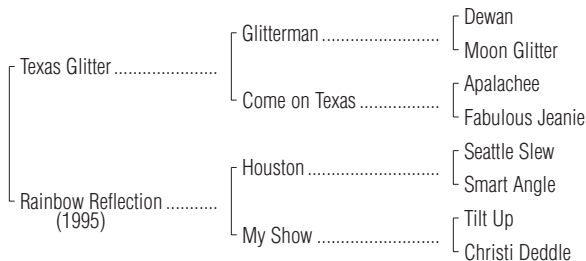 Dewan
Glitterman
Moon Glitter
Texas Glitter
Apalachee
Come on Texas
Fabulous Jeanie
Seattle Slew
Houston
Smart Angle
Rainbow Reflection
(1995)
Tilt Up
My Show
Christi Deddle